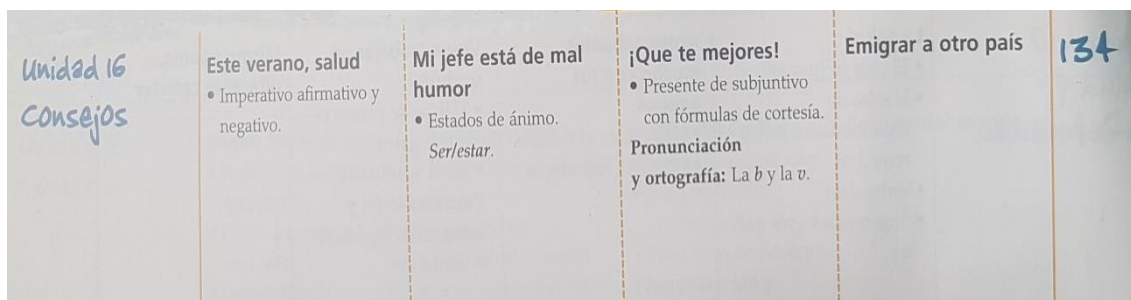 Unidad 16
Consejos
Este verano, salud
• Imperativo afirmativo y
negativo.
Mi jefe está de mal
humor
• Estados de ánimo.
Ser/estar.
¡Que te mejores!
• Presente de subjuntivo
con fórmulas de cortesía.
Pronunciación
y ortografía: La b y la v.
Emigrar a otro país
134